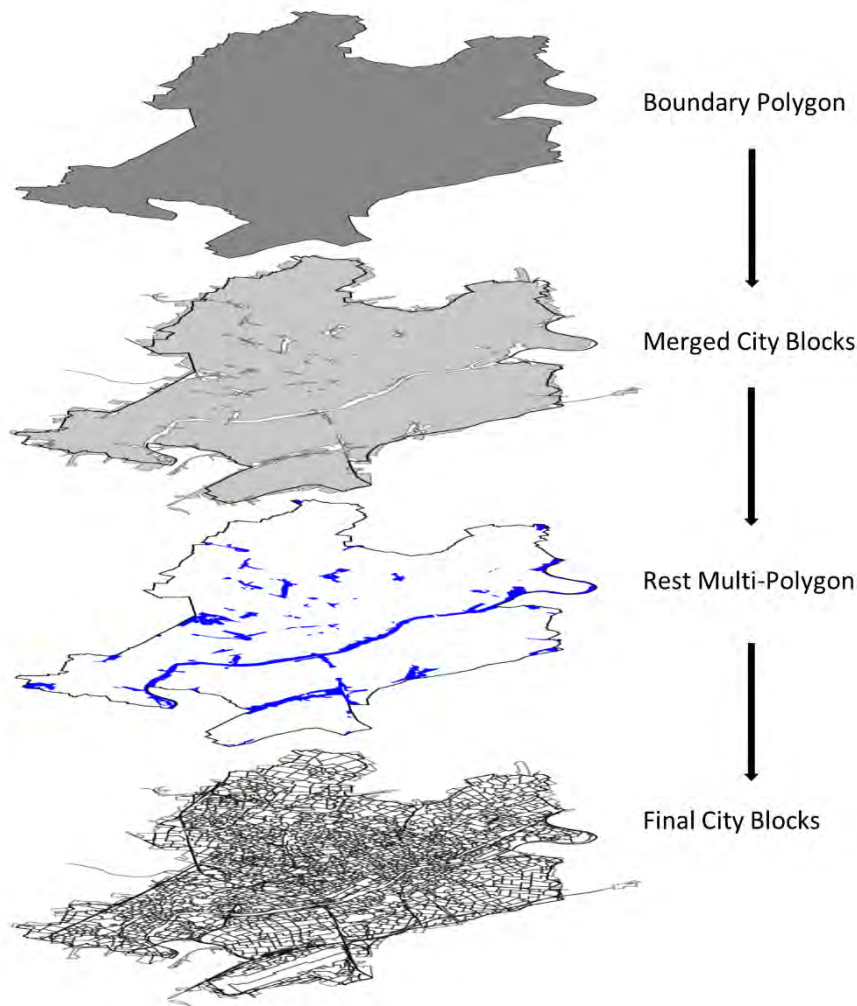 Boundary Polygon
Merged City Blocks
Rest Multi-Polygon
Final City Blocks